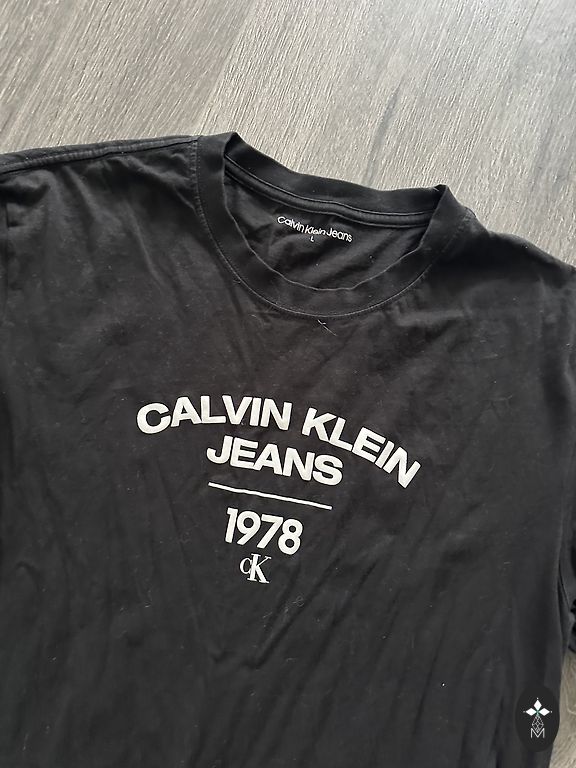 Calvin Klein Jeans
L
CALVIN KLEIN
JEANS
1978
cK
M